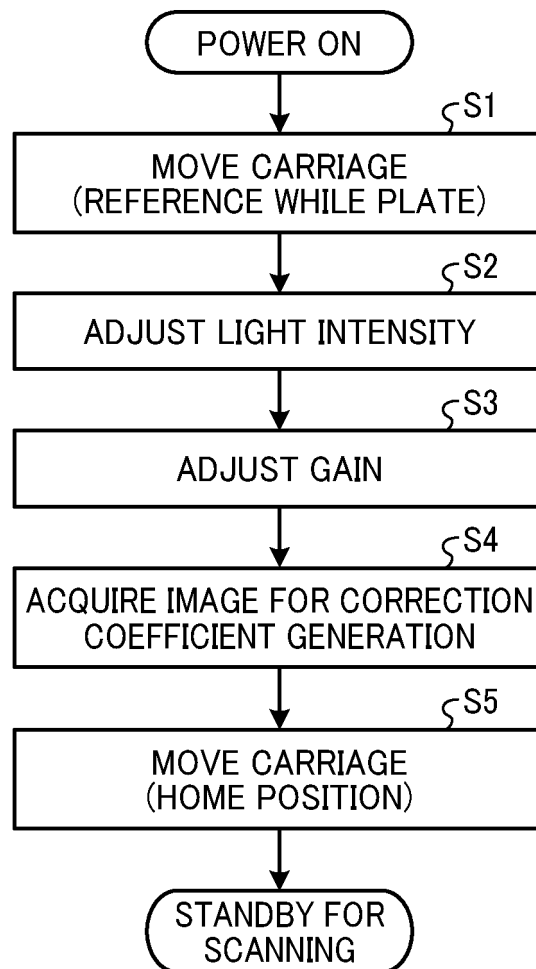 POWER ON
S1
MOVE CARRIAGE
(REFERENCE WHILE PLATE)
S2
ADJUST LIGHT INTENSITY
S3
ADJUST GAIN
S4
ACQUIRE IMAGE FOR CORRECTION
COEFFICIENT GENERATION
S5
MOVE CARRIAGE
(HOME POSITION)
STANDBY FOR
SCANNING